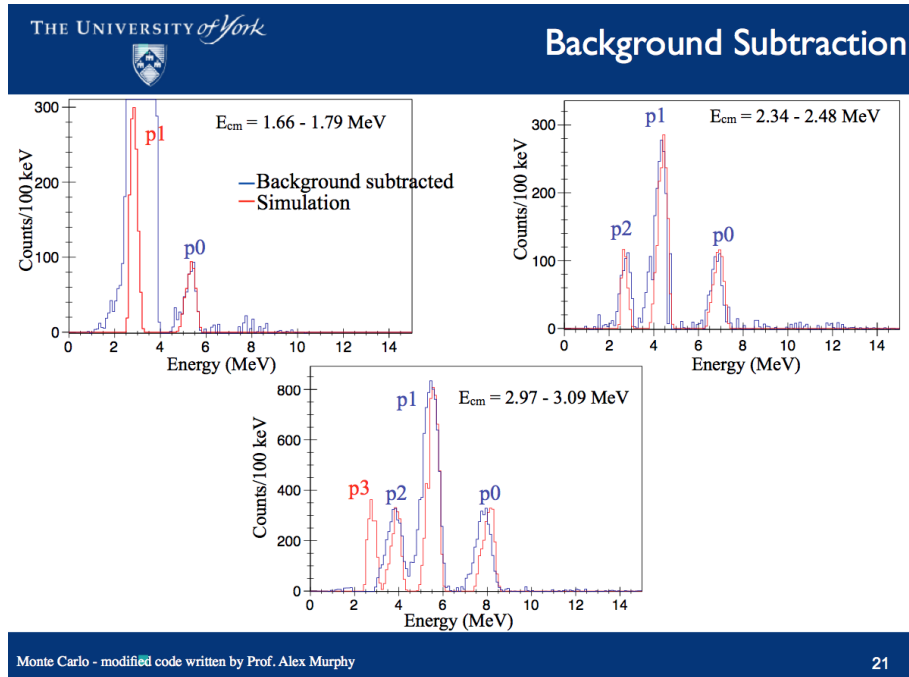 THE UNIVERSITY of York
Background Subtraction
300
200
100
0
0 2 4 6 8 10 12 14
Counts/100 keV
Energy (MeV)
Ecm = 1.66 - 1.79 MeV
p1
p0
Background subtracted
Simulation
300
200
100
0
0 2 4 6 8 10 12 14
Counts/100 keV
Energy (MeV)
Ecm = 2.34 - 2.48 MeV
p1
p2
p0
800
600
400
200
0
0 2 4 6 8 10 12 14
Counts/100 keV
Energy (MeV)
Ecm = 2.97 - 3.09 MeV
p1
p3
p2
p0
Monte Carlo - modified code written by Prof. Alex Murphy
21